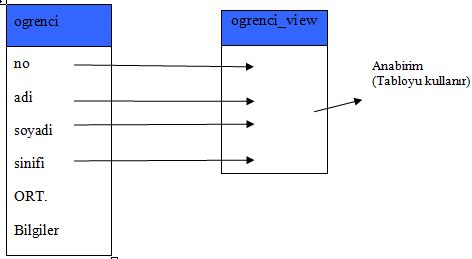 ogrenci
no
adi
soyadi
sinifi
ORT.
Bilgiler
ogrenci_view
Anabirim
(Tabloyu kullanır)